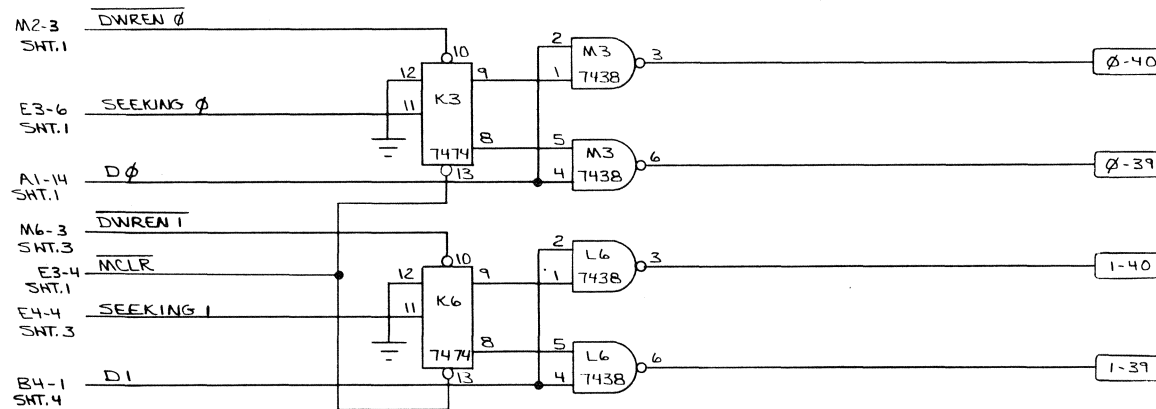 M2-3 DWREN Ø
SHT.1
10
2 M3 3
12 9 1 7438 Ø-40
K3
E3-6 SEEKING Ø 11
SHT.1
8 5 M3 6
7474 7438 Ø-39
13
A1-14 DØ 4
SHT.1
M6-3 DWREN 1
SHT.3
10
2 L6 3
E3-4 MCLR
SHT.1
12 9 1 7438 1-40
K6
E4-4 SEEKING 1 11
SHT.3
8 5 L6 6
7474 7438 1-39
13
B4-1 D1 4
SHT.4